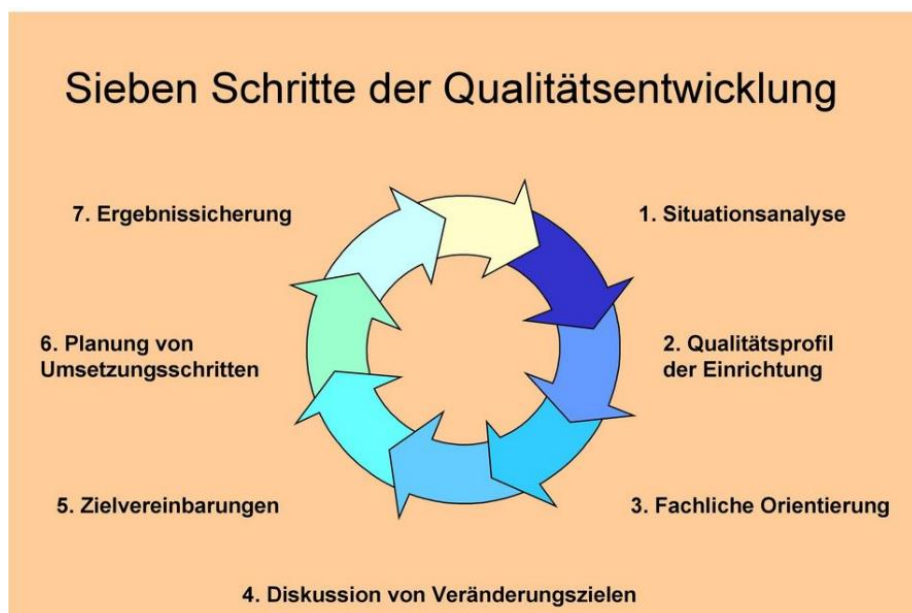 Sieben Schritte der Qualitätsentwicklung
1. Situationsanalyse
2. Qualitätsprofil
der Einrichtung
3. Fachliche Orientierung
4. Diskussion von Veränderungszielen
5. Zielvereinbarungen
6. Planung von
Umsetzungsschritten
7. Ergebnissicherung